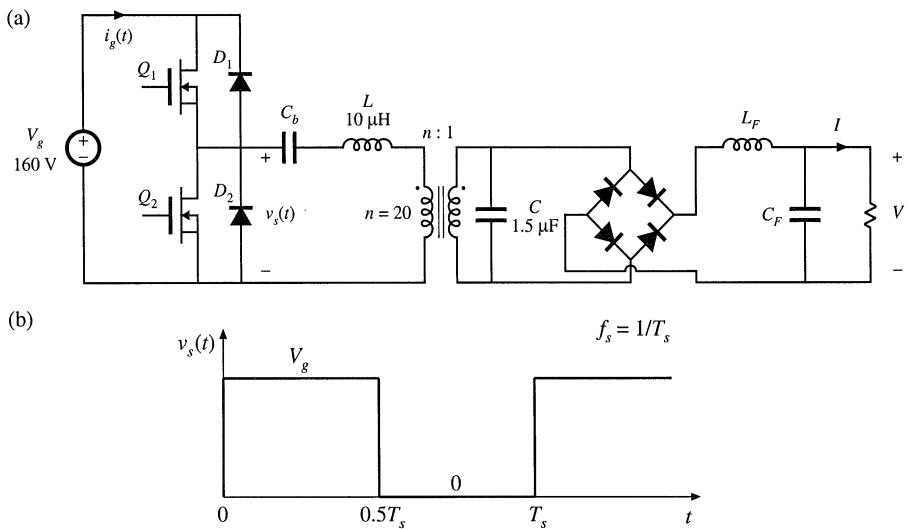 (a)
i_g(t)
Q_1
D_1
L
10 μH
C_b
n : 1
L_F
I
V_g
160 V
+
−
+
+
Q_2
D_2
v_s(t)
n = 20
C
1.5 μF
C_F
V
−
−
(b)
v_s(t)
V_g
f_s = 1/T_s
0
0
0.5T_s
T_s
t